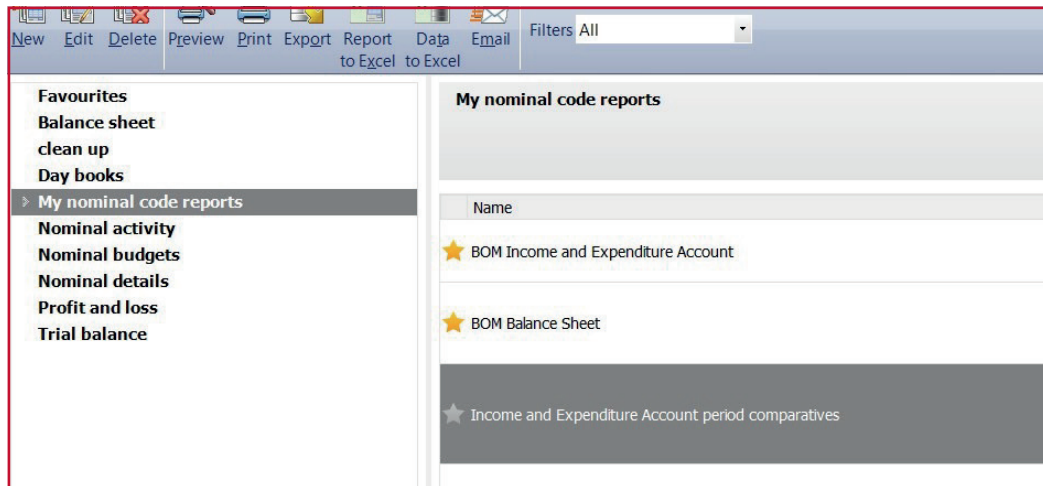 New Edit Delete Preview Print Export Report to Excel Data to Excel Email Filters All
Favourites
Balance sheet
clean up
Day books
My nominal code reports
Nominal activity
Nominal budgets
Nominal details
Profit and loss
Trial balance
My nominal code reports
Name
BOM Income and Expenditure Account
BOM Balance Sheet
Income and Expenditure Account period comparatives